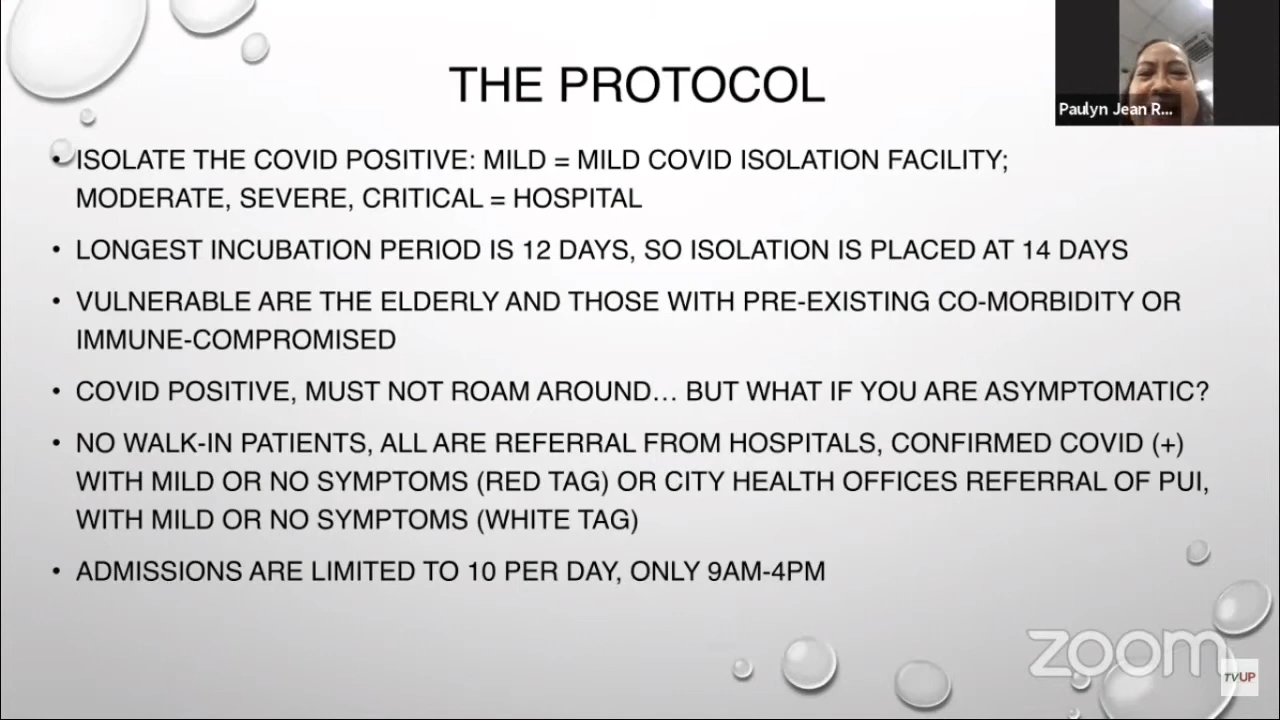 THE PROTOCOL
Paulyn Jean R...
• ISOLATE THE COVID POSITIVE: MILD = MILD COVID ISOLATION FACILITY;
MODERATE, SEVERE, CRITICAL = HOSPITAL
• LONGEST INCUBATION PERIOD IS 12 DAYS, SO ISOLATION IS PLACED AT 14 DAYS
• VULNERABLE ARE THE ELDERLY AND THOSE WITH PRE-EXISTING CO-MORBIDITY OR
IMMUNE-COMPROMISED
• COVID POSITIVE, MUST NOT ROAM AROUND... BUT WHAT IF YOU ARE ASYMPTOMATIC?
• NO WALK-IN PATIENTS, ALL ARE REFERRAL FROM HOSPITALS, CONFIRMED COVID (+)
WITH MILD OR NO SYMPTOMS (RED TAG) OR CITY HEALTH OFFICES REFERRAL OF PUI,
WITH MILD OR NO SYMPTOMS (WHITE TAG)
• ADMISSIONS ARE LIMITED TO 10 PER DAY, ONLY 9AM-4PM
zoom
TVUP